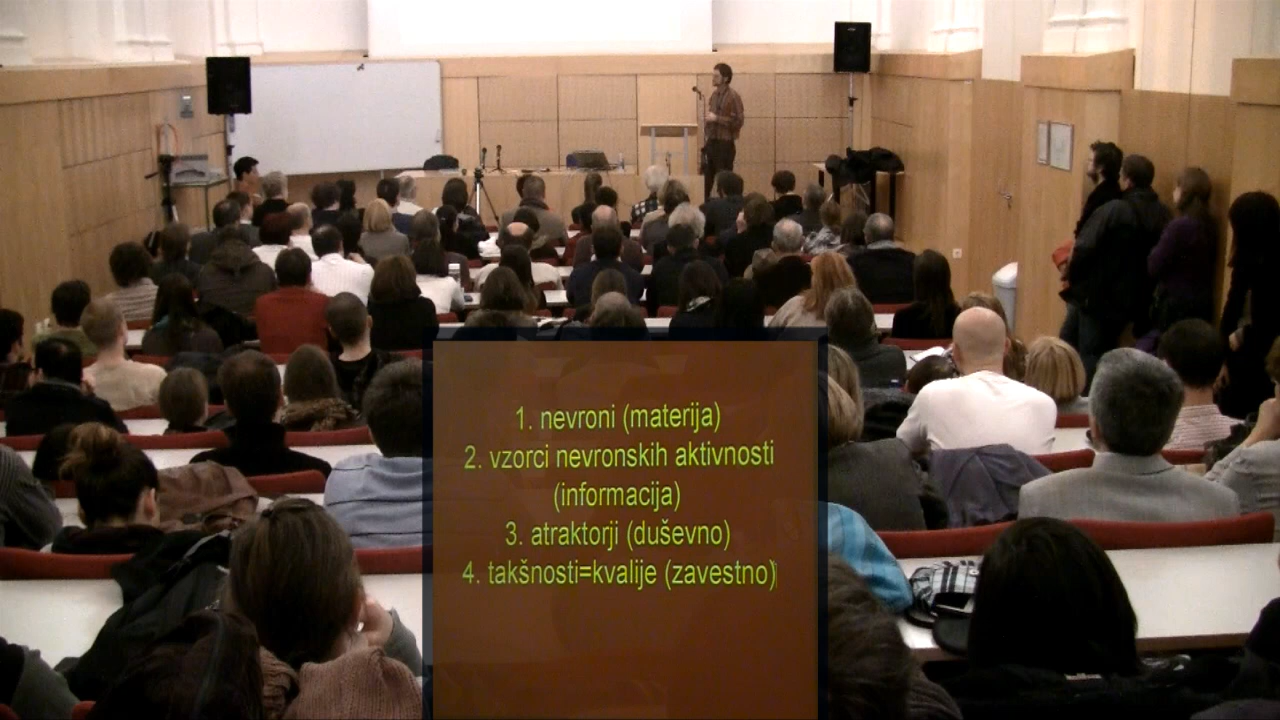 1. nevroni (materija)
2. vzorci nevronskih aktivnosti
(informacija)
3. atraktorji (duševno)
4. takšnosti=kvalije (zavestno)